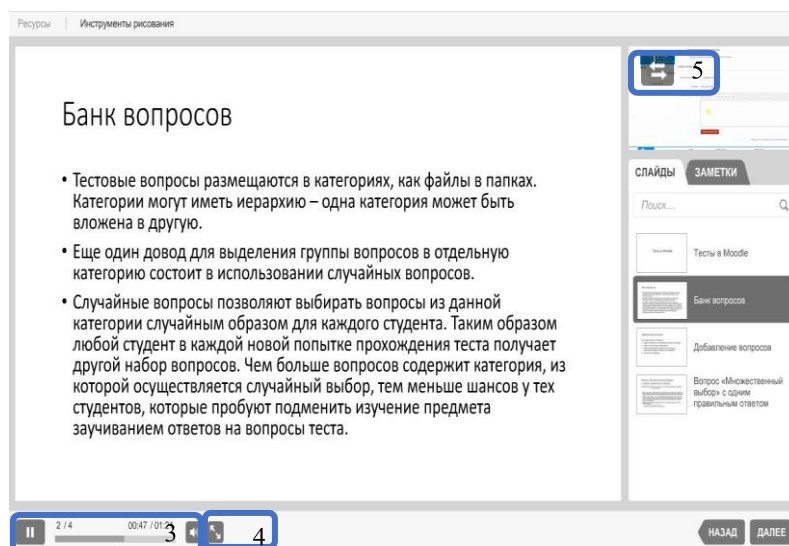 Ресурсы Инструменты рисования
5
Банк вопросов
• Тестовые вопросы размещаются в категориях, как файлы в папках.
Категории могут иметь иерархию – одна категория может быть
вложена в другую.
• Еще один довод для выделения группы вопросов в отдельную
категорию состоит в использовании случайных вопросов.
• Случайные вопросы позволяют выбирать вопросы из данной
категории случайным образом для каждого студента. Таким образом
любой студент в каждой новой попытке прохождения теста получает
другой набор вопросов. Чем больше вопросов содержит категория, из
которой осуществляется случайный выбор, тем меньше шансов у тех
студентов, которые пробуют подменить изучение предмета
заучиванием ответов на вопросы теста.
СЛАЙДЫ ЗАМЕТКИ
Поиск...
Тесты в Moodle
Банк вопросов
Добавление вопросов
Вопрос «Множественный
выбор» с одним
правильным ответом
2 / 4 00:47 / 3 4
НАЗАД ДАЛЕЕ